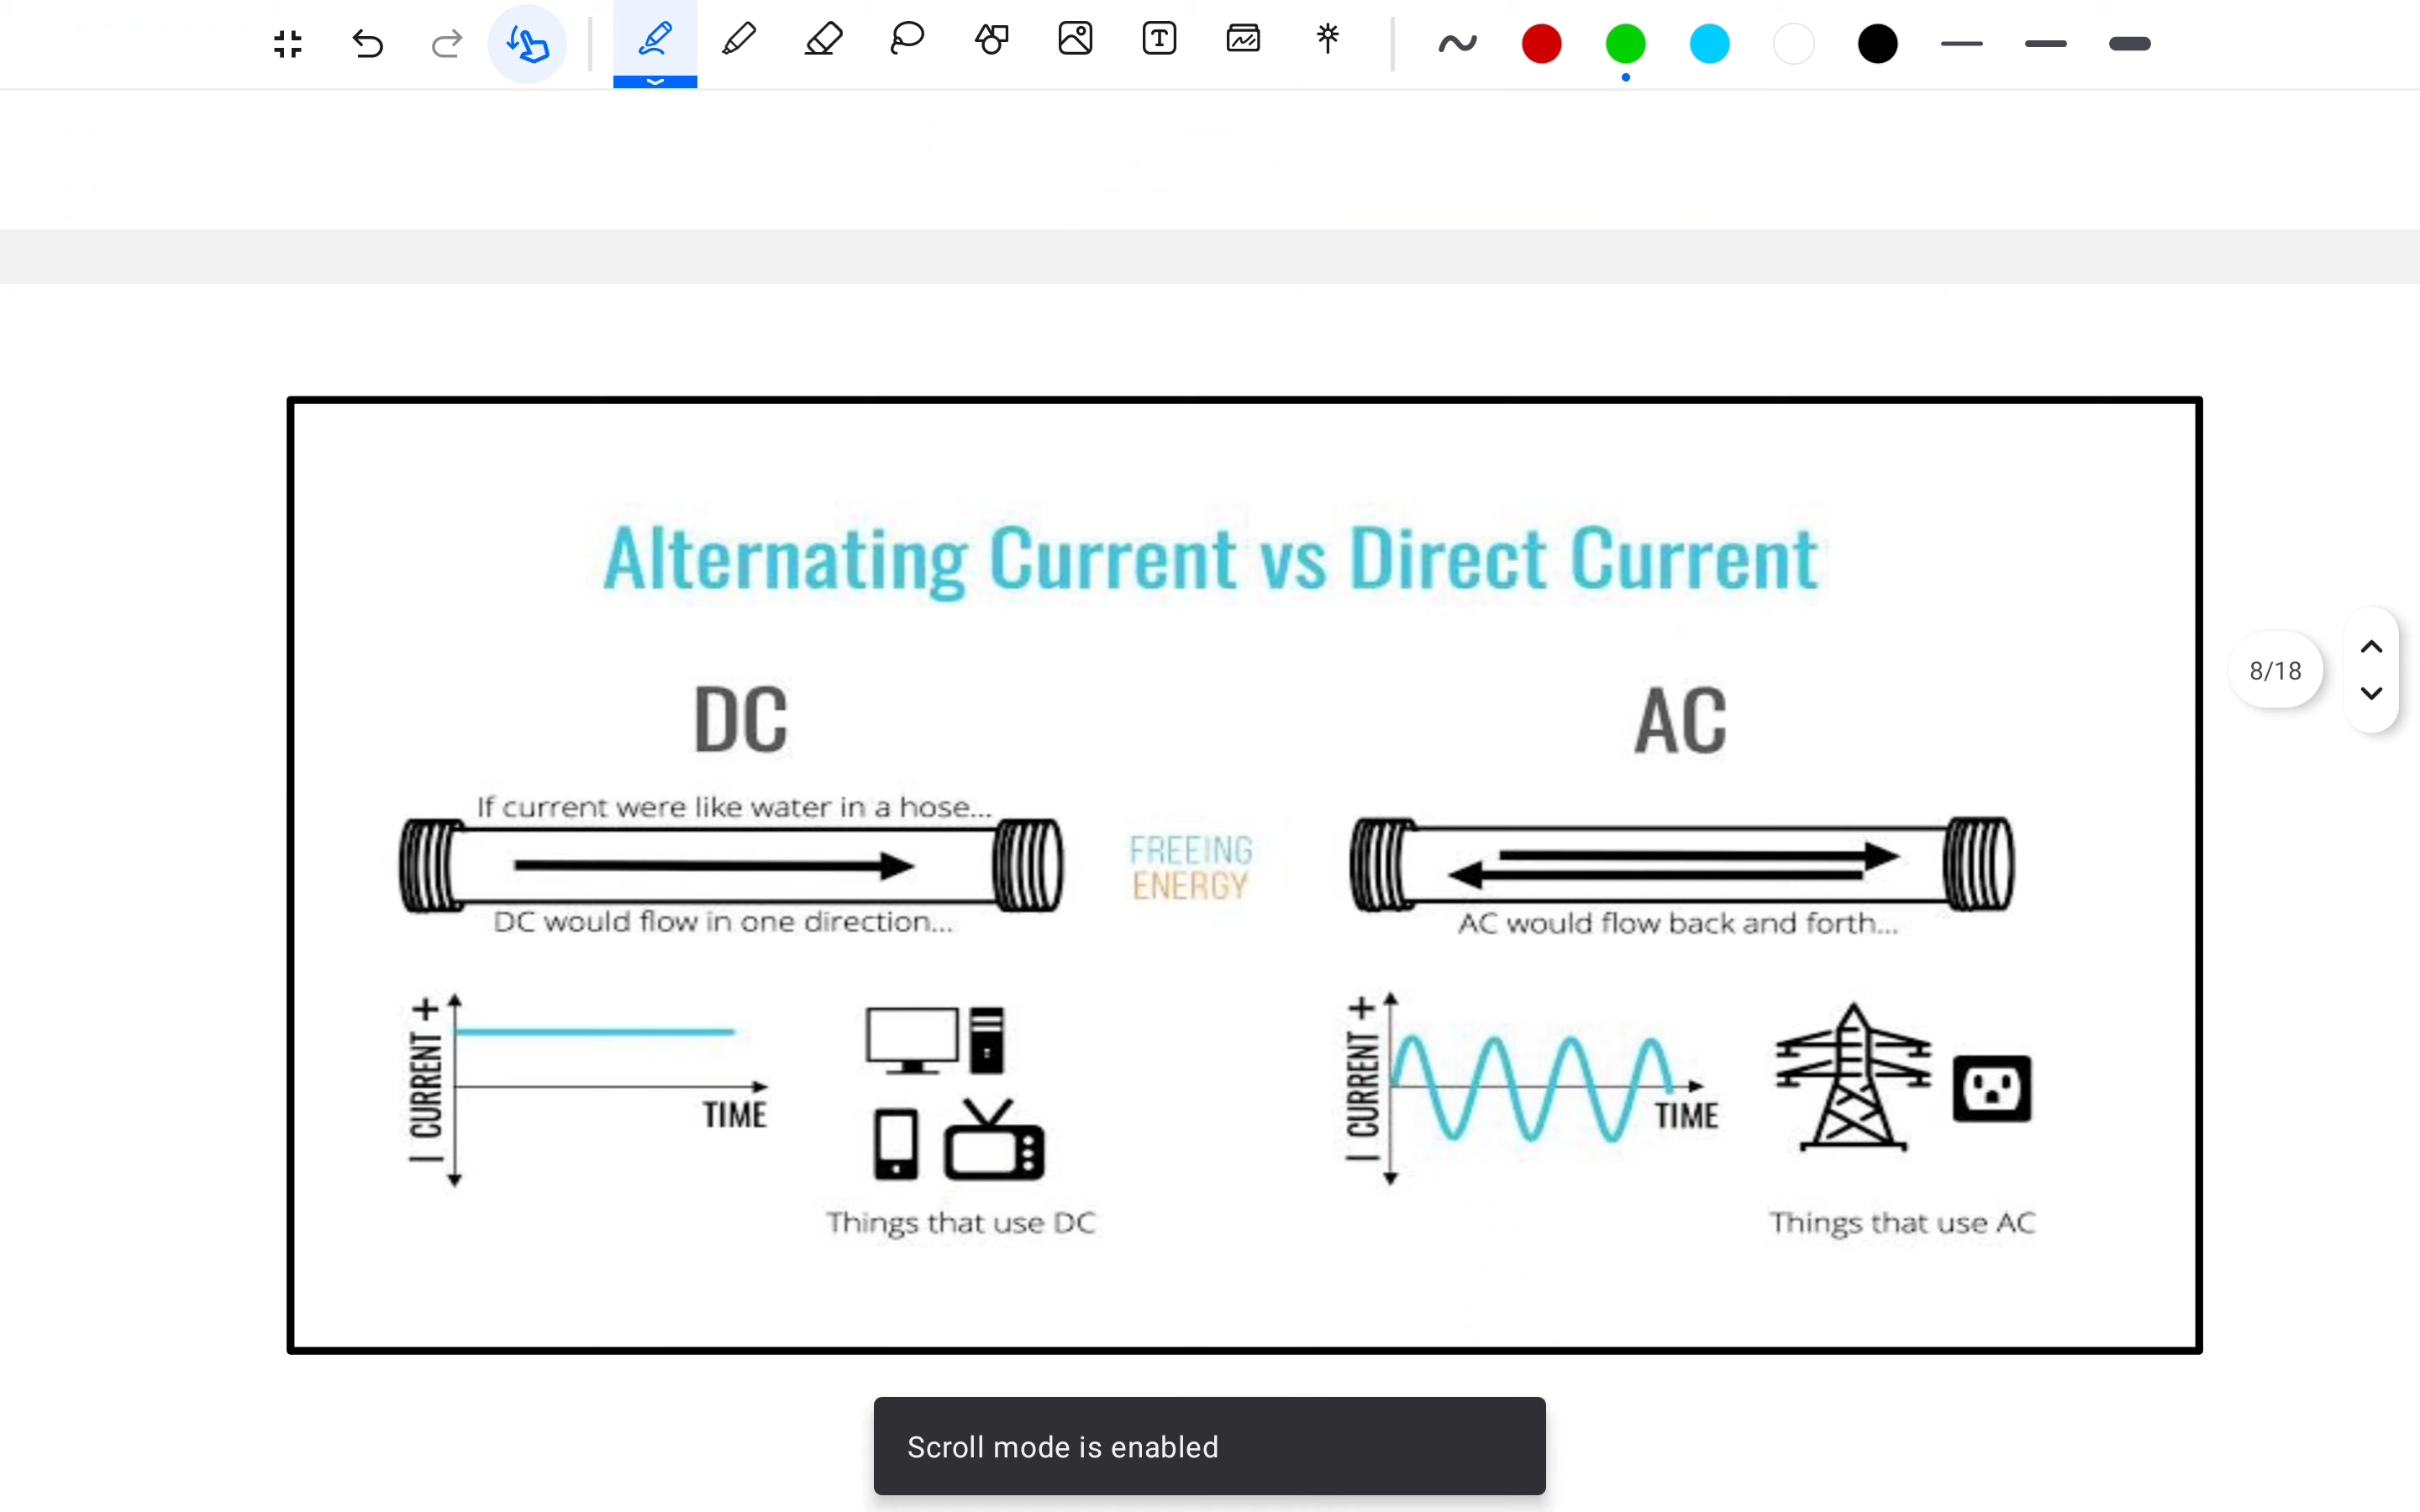 Alternating Current vs Direct Current
DC
If current were like water in a hose...
DC would flow in one direction...
FREEING
ENERGY
AC
AC would flow back and forth...
— CURRENT +
TIME
Things that use DC
— CURRENT +
TIME
Things that use AC
8/18
Scroll mode is enabled